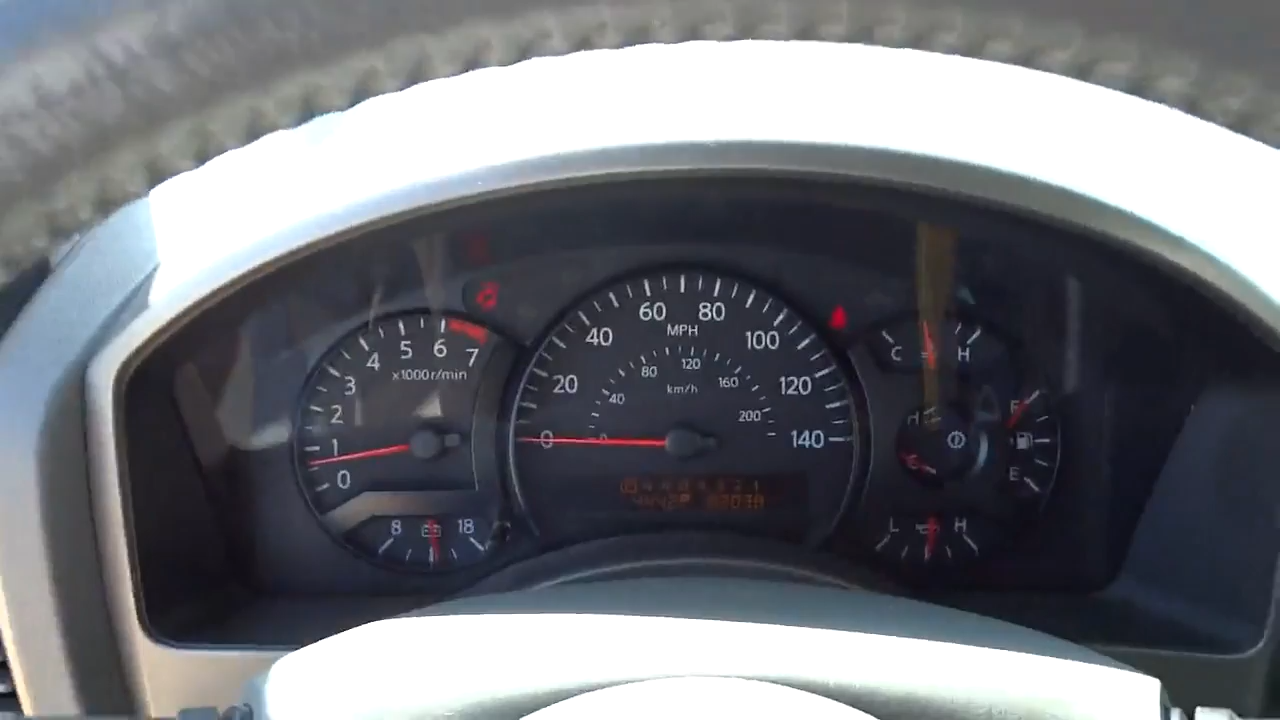 0 1 2 3 4 5 6 7
x1000r/min
8 18
0 20 40 60 80 100 120 140
MPH
0 40 80 120 160 200
km/h
C H
H
C
F
E
L H